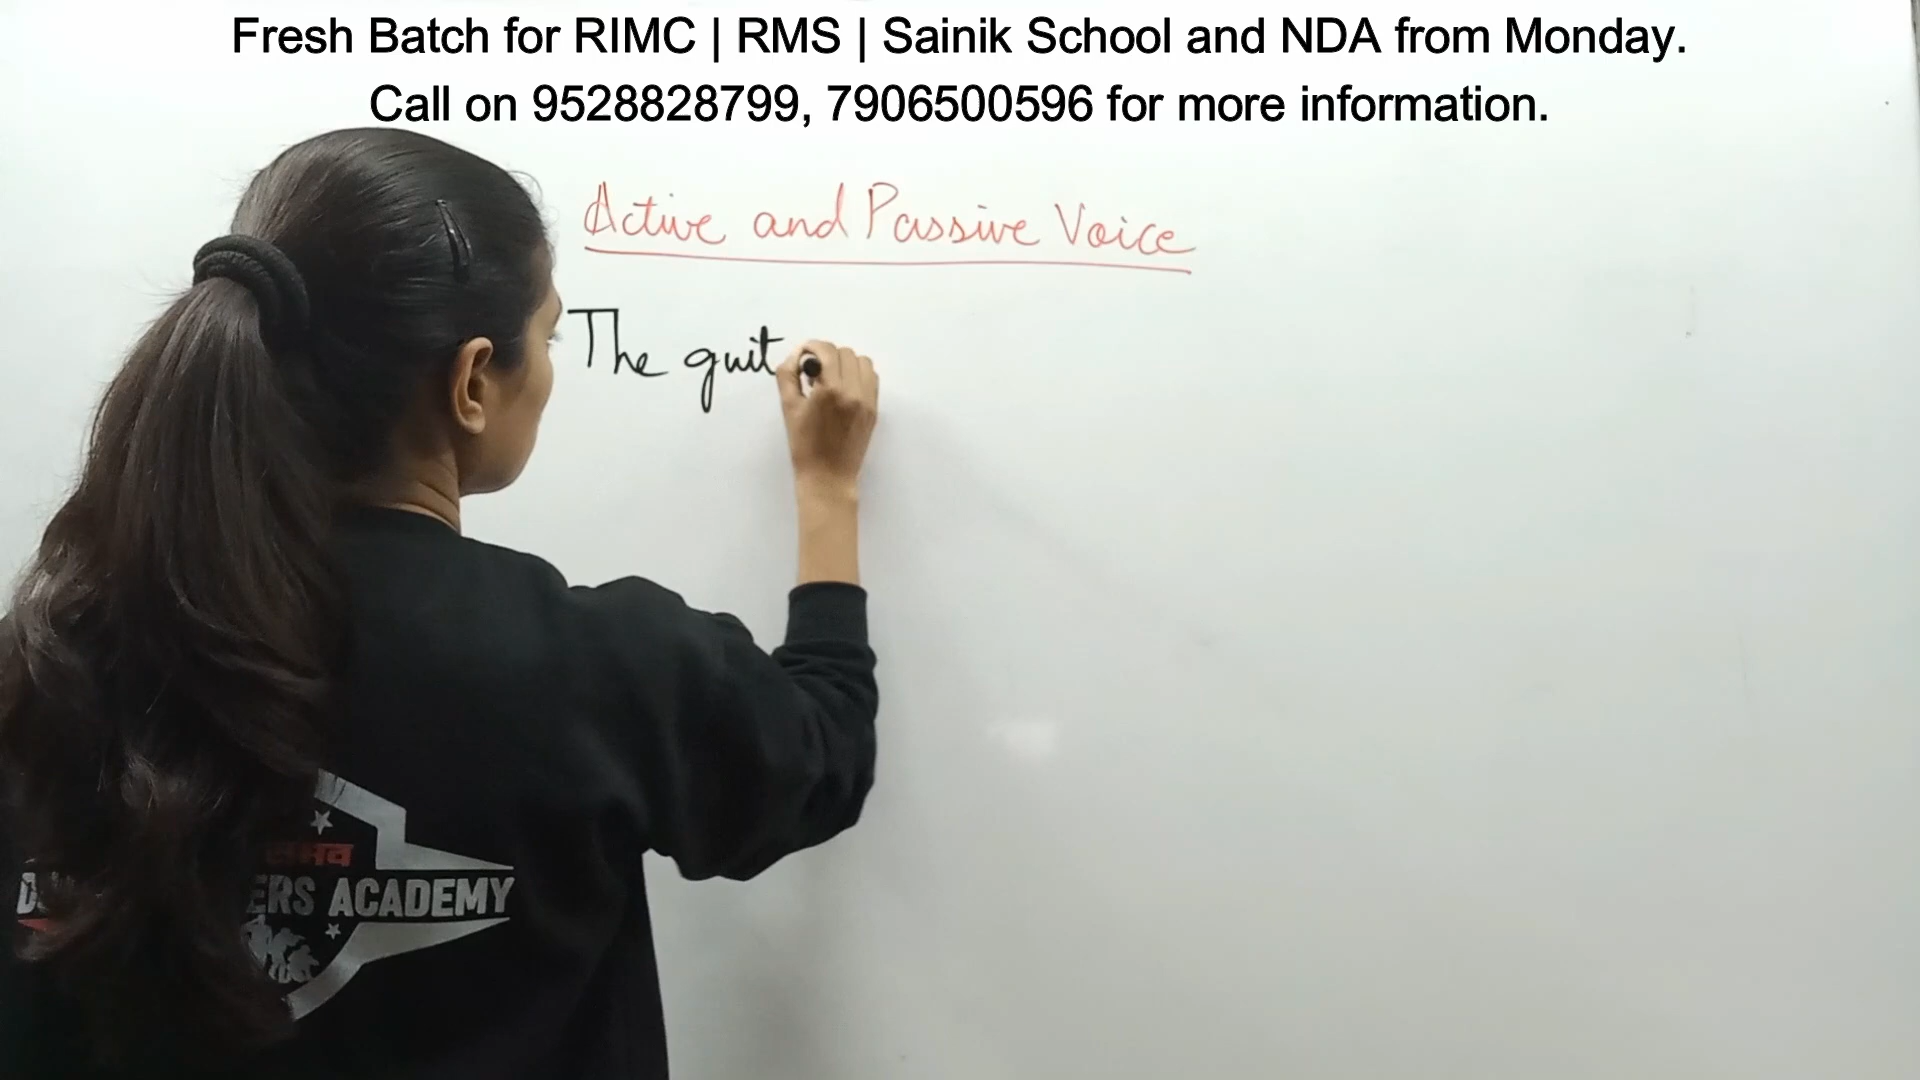 Fresh Batch for RIMC | RMS | Sainik School and NDA from Monday.
Call on 9528828799, 7906500596 for more information.
Active and Passive Voice
The guit
ACADEMY